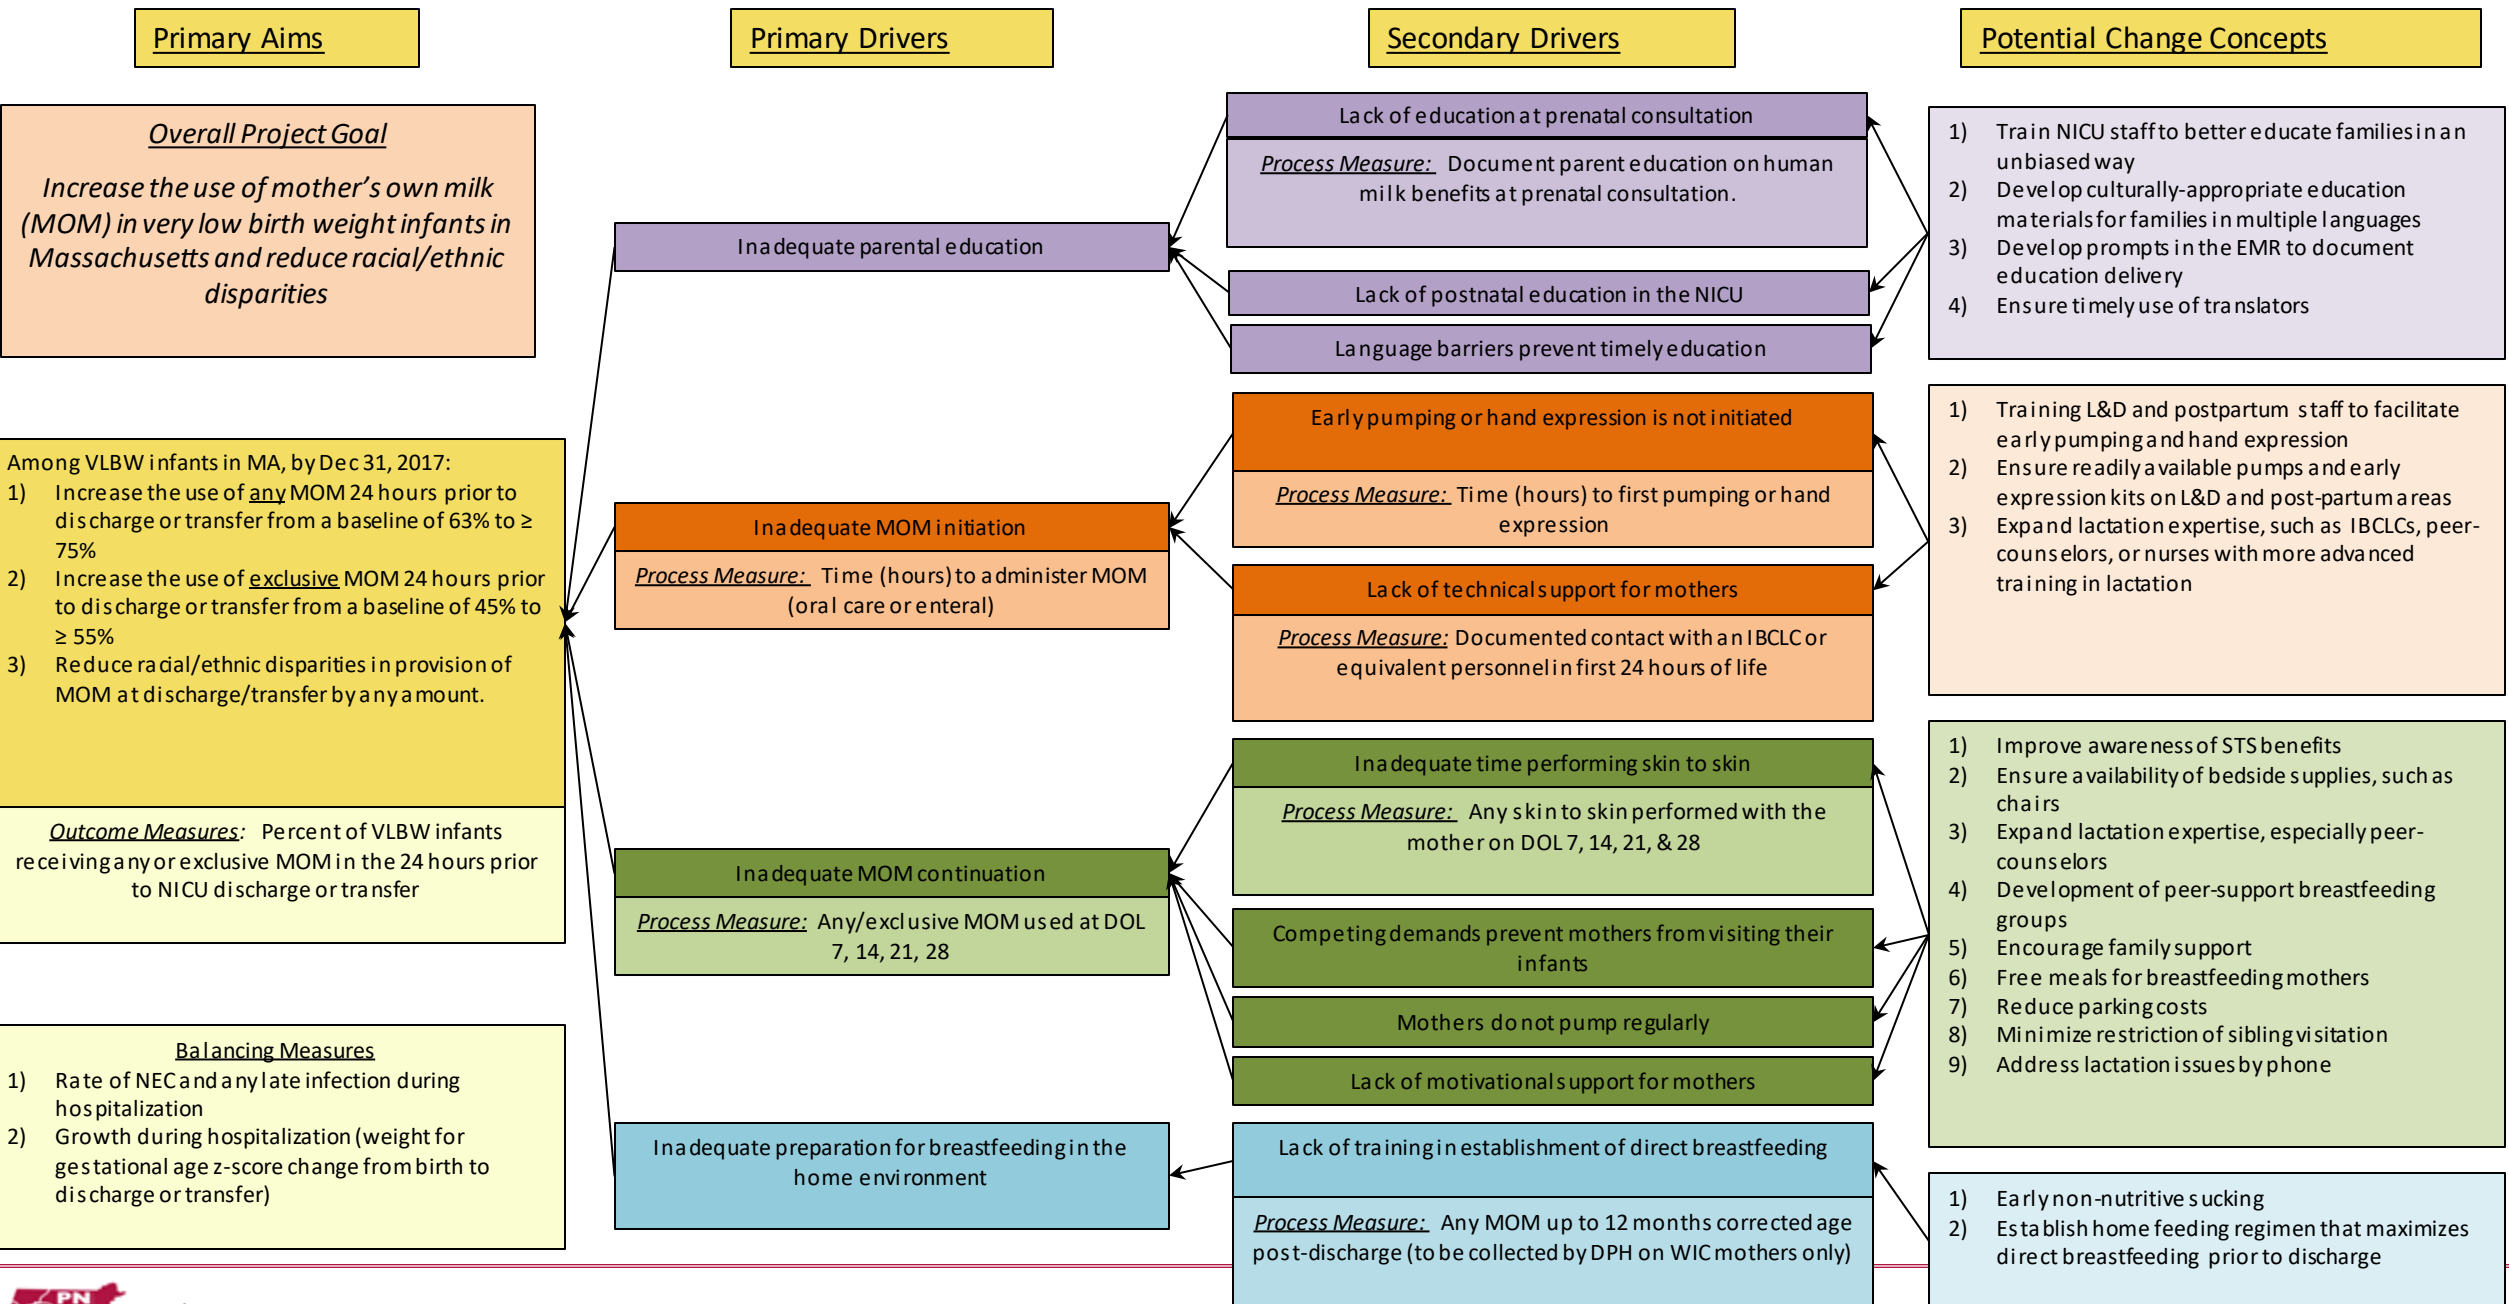 Primary Aims
Primary Drivers
Secondary Drivers
Potential Change Concepts
Overall Project Goal
Increase the use of mother's own milk
(MOM) in very low birth weight infants in
Massachusetts and reduce racial/ethnic
disparities
Among VLBW infants in MA, by Dec 31, 2017:
1) Increase the use of any MOM 24 hours prior to
discharge or transfer from a baseline of 63% to ≥
75%
2) Increase the use of exclusive MOM 24 hours prior
to discharge or transfer from a baseline of 45% to
≥ 55%
3) Reduce racial/ethnic disparities in provision of
MOM at discharge/transfer by any amount.
Outcome Measures: Percent of VLBW infants
receiving any or exclusive MOM in the 24 hours prior
to NICU discharge or transfer
Balancing Measures
1) Rate of NEC and any late infection during
hospitalization
2) Growth during hospitalization (weight for
gestational age z-score change from birth to
discharge or transfer)
Inadequate parental education
Inadequate MOM initiation
Process Measure: Time (hours) to administer MOM
(oral care or enteral)
Inadequate MOM continuation
Process Measure: Any/exclusive MOM used at DOL
7, 14, 21, 28
Inadequate preparation for breastfeeding in the
home environment
Lack of education at prenatal consultation
Process Measure: Document parent education on human
milk benefits at prenatal consultation.
Lack of postnatal education in the NICU
Language barriers prevent timely education
Early pumping or hand expression is not initiated
Process Measure: Time (hours) to first pumping or hand
expression
Lack of technical support for mothers
Process Measure: Documented contact with an IBCLC or
equivalent personnel in first 24 hours of life
Inadequate time performing skin to skin
Process Measure: Any skin to skin performed with the
mother on DOL 7, 14, 21, & 28
Competing demands prevent mothers from visiting their
infants
Mothers do not pump regularly
Lack of motivational support for mothers
Lack of training in establishment of direct breastfeeding
Process Measure: Any MOM up to 12 months corrected age
post-discharge (to be collected by DPH on WIC mothers only)
1) Train NICU staff to better educate families in an
unbiased way
2) Develop culturally-appropriate education
materials for families in multiple languages
3) Develop prompts in the EMR to document
education delivery
4) Ensure timely use of translators
1) Training L&D and postpartum staff to facilitate
early pumping and hand expression
2) Ensure readily available pumps and early
expression kits on L&D and post-partum areas
3) Expand lactation expertise, such as IBCLCs, peer-
counselors, or nurses with more advanced
training in lactation
1) Improve awareness of STS benefits
2) Ensure availability of bedside supplies, such as
chairs
3) Expand lactation expertise, especially peer-
counselors
4) Development of peer-support breastfeeding
groups
5) Encourage family support
6) Free meals for breastfeeding mothers
7) Reduce parking costs
8) Minimize restriction of sibling visitation
9) Address lactation issues by phone
1) Early non-nutritive sucking
2) Establish home feeding regimen that maximizes
direct breastfeeding prior to discharge
PN